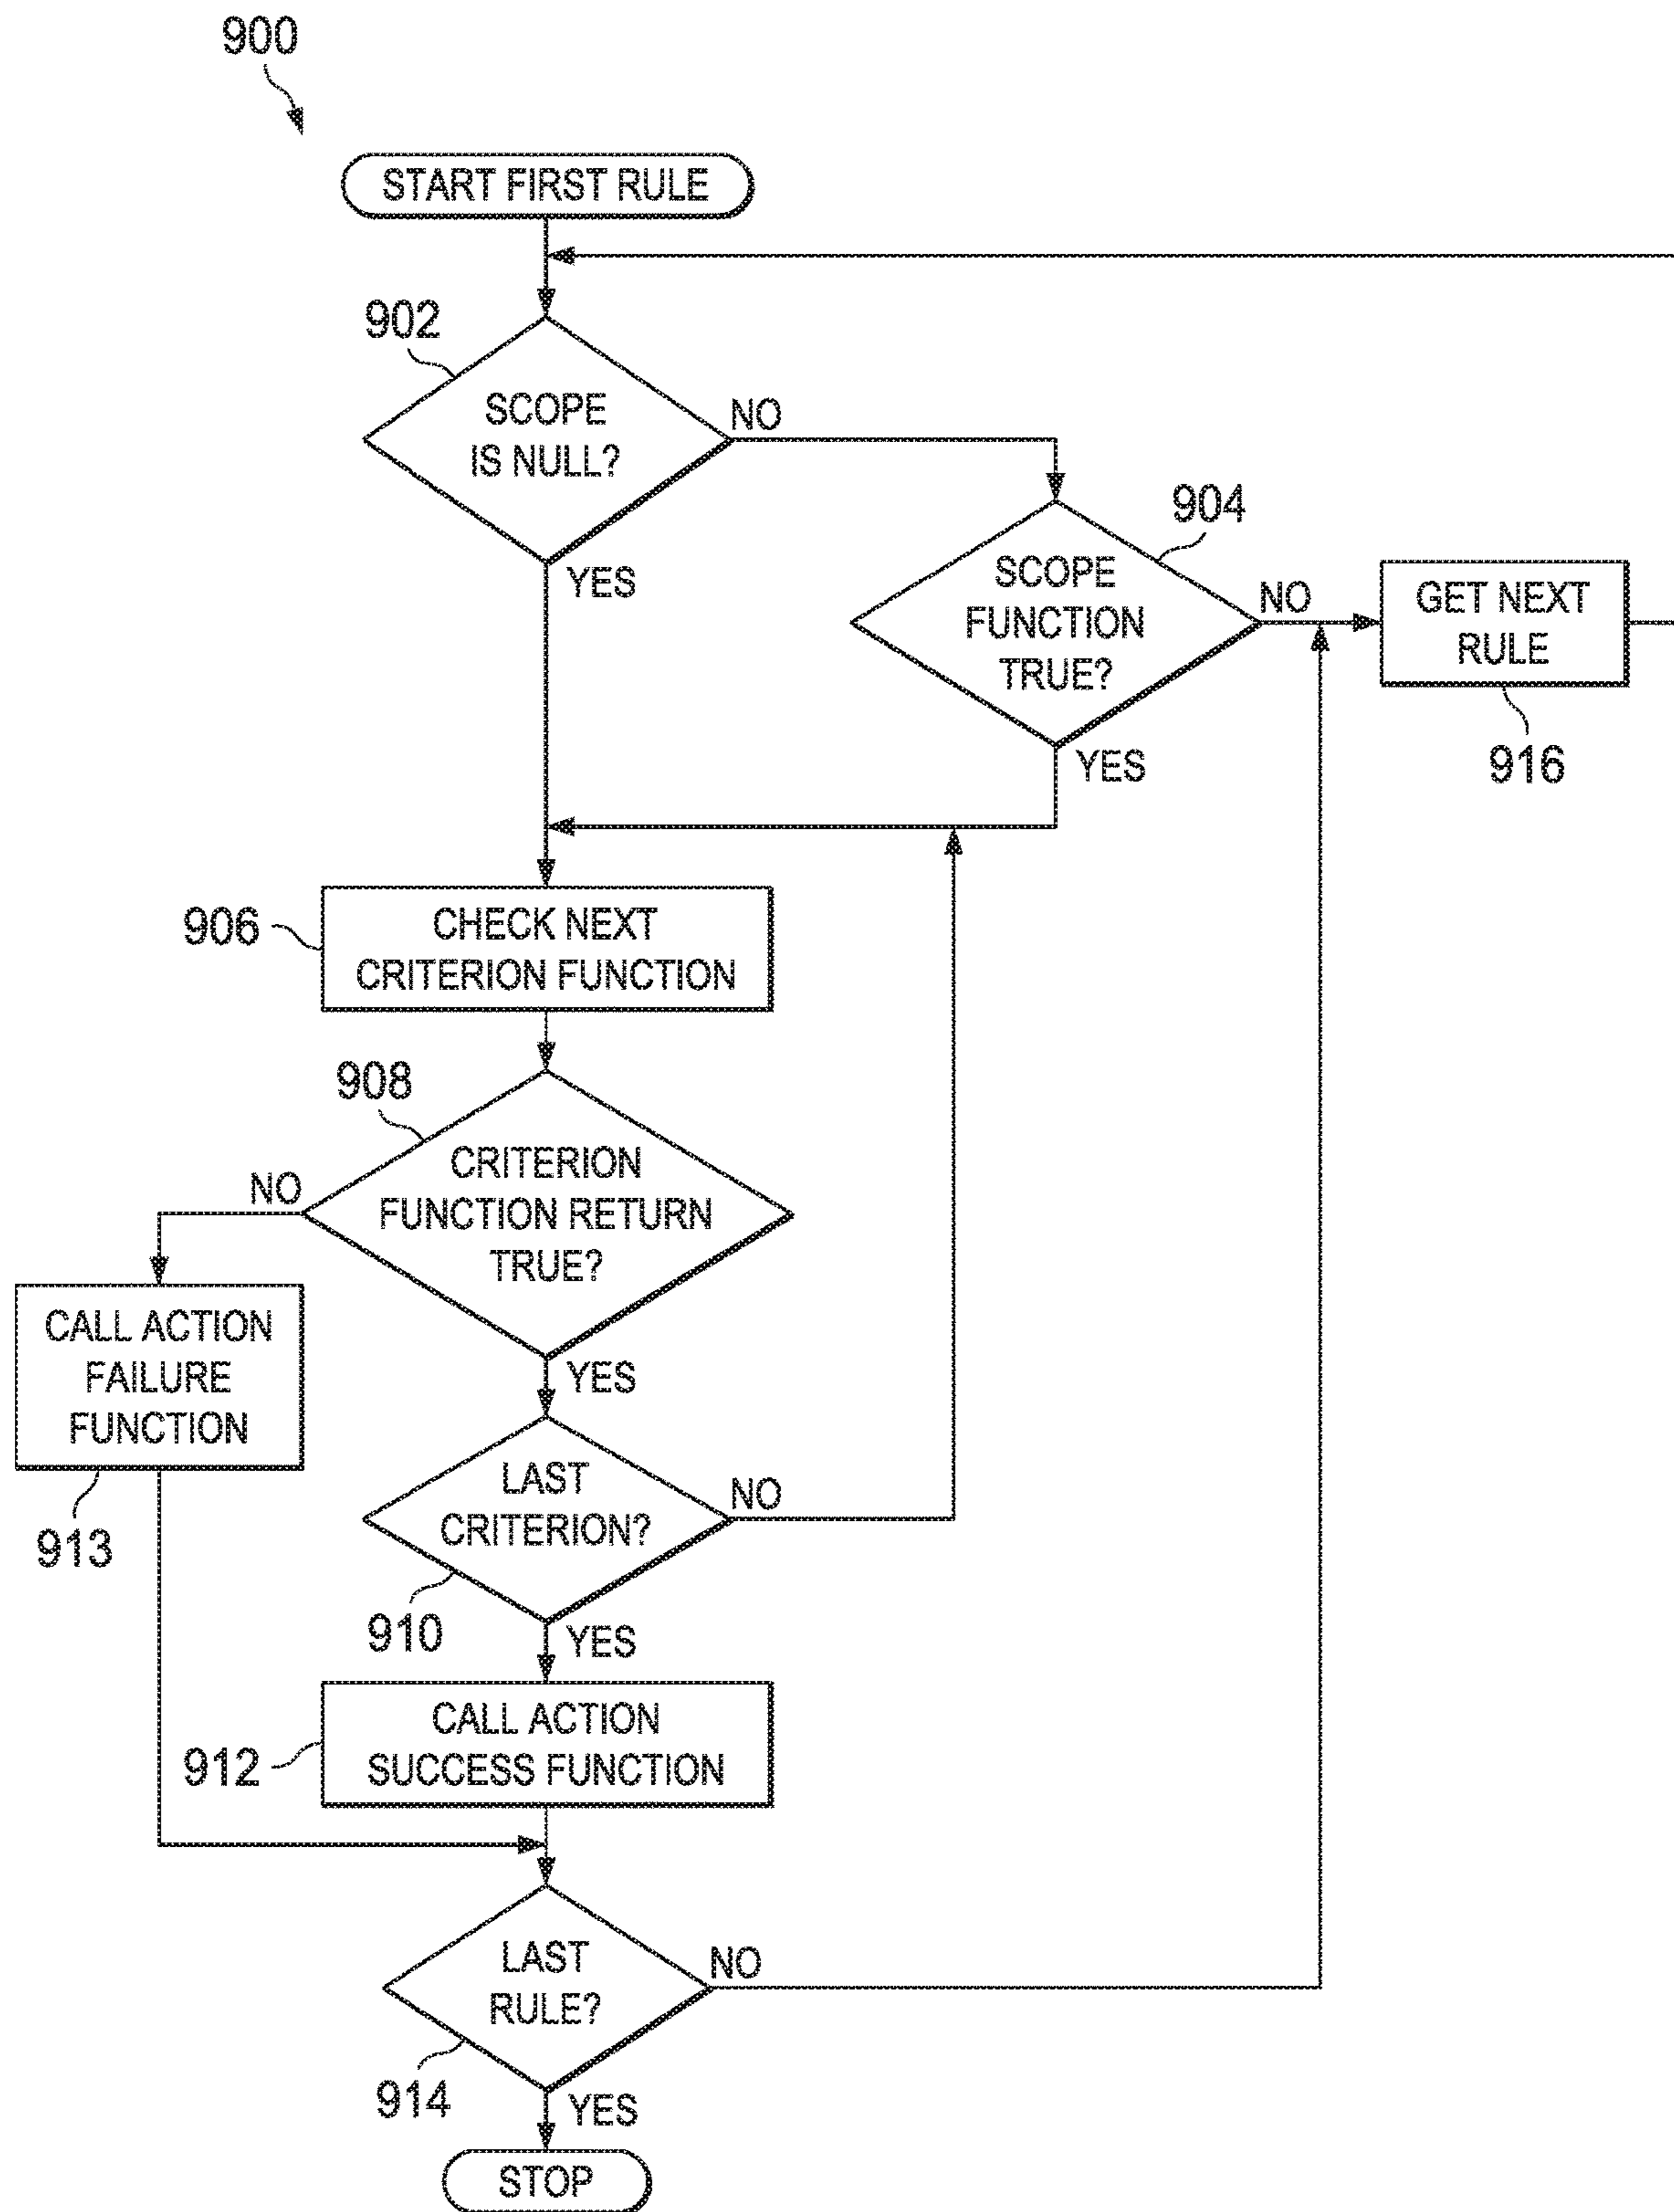 900
START FIRST RULE
902
SCOPE
IS NULL?
NO
YES
904
SCOPE
FUNCTION
TRUE?
NO
YES
GET NEXT
RULE
916
906
CHECK NEXT
CRITERION FUNCTION
908
CRITERION
FUNCTION RETURN
TRUE?
NO
YES
CALL ACTION
FAILURE
FUNCTION
913
LAST
CRITERION?
NO
910
YES
912
CALL ACTION
SUCCESS FUNCTION
LAST
RULE?
NO
914
YES
STOP